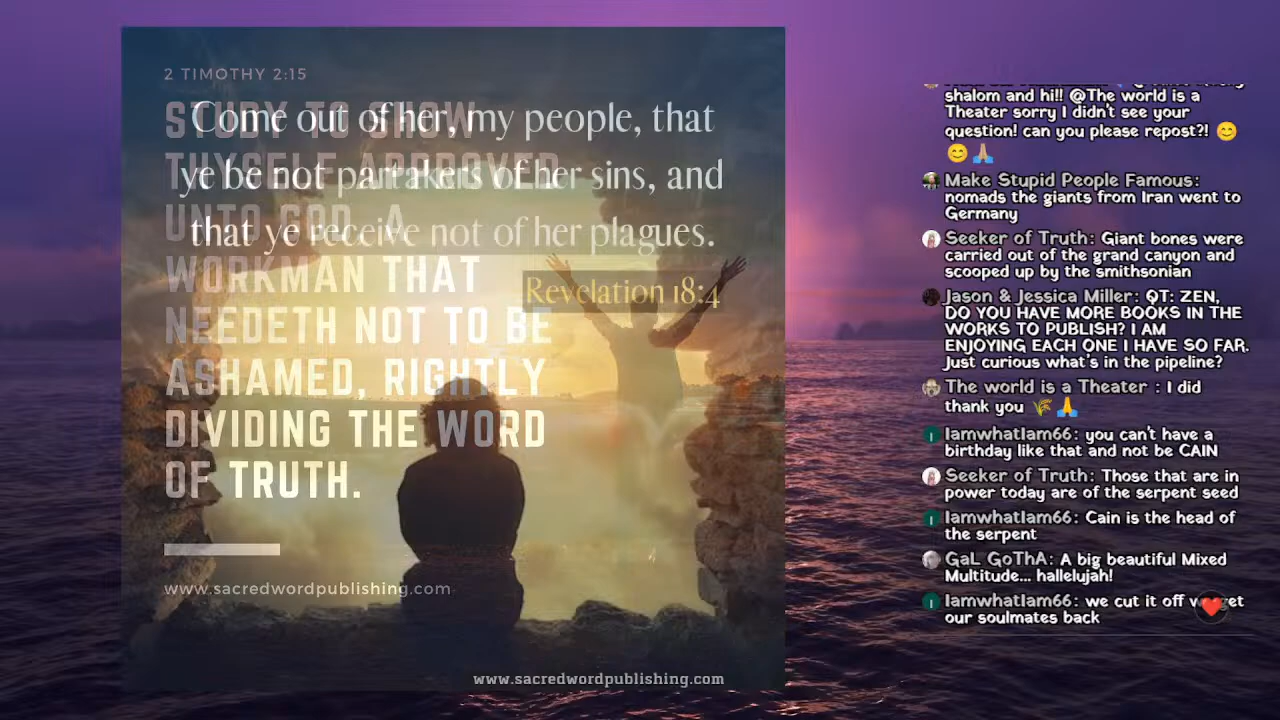 2 TIMOTHY 2:15
STUDY TO SHOW
THYSELF APPROVED
UNTO GOD, A
WORKMAN THAT
NEEDETH NOT TO BE
ASHAMED, RIGHTLY
DIVIDING THE WORD
OF TRUTH.
www.sacredwordpublishing.com
Come out of her, my people, that
ye be not partakers of her sins, and
that ye receive not of her plagues.
Revelation 18:4
www.sacredwordpublishing.com
shalom and hi!! @The world is a
Theater sorry I didn't see your
question! can you please repost?! 😊
😊🙏
Make Stupid People Famous:
nomads the giants from Iran went to
Germany
Seeker of Truth: Giant bones were
carried out of the grand canyon and
scooped up by the smithsonian
Jason & Jessica Miller: QT: ZEN,
DO YOU HAVE MORE BOOKS IN THE
WORKS TO PUBLISH? I AM
ENJOYING EACH ONE I HAVE SO FAR.
Just curious what's in the pipeline?
The world is a Theater : I did
thank you 🌾🙏
IamwhatIam66: you can't have a
birthday like that and not be CAIN
Seeker of Truth: Those that are in
power today are of the serpent seed
IamwhatIam66: Cain is the head of
the serpent
GaL GoThA: A big beautiful Mixed
Multitude... hallelujah!
IamwhatIam66: we cut it off
our soulmates back